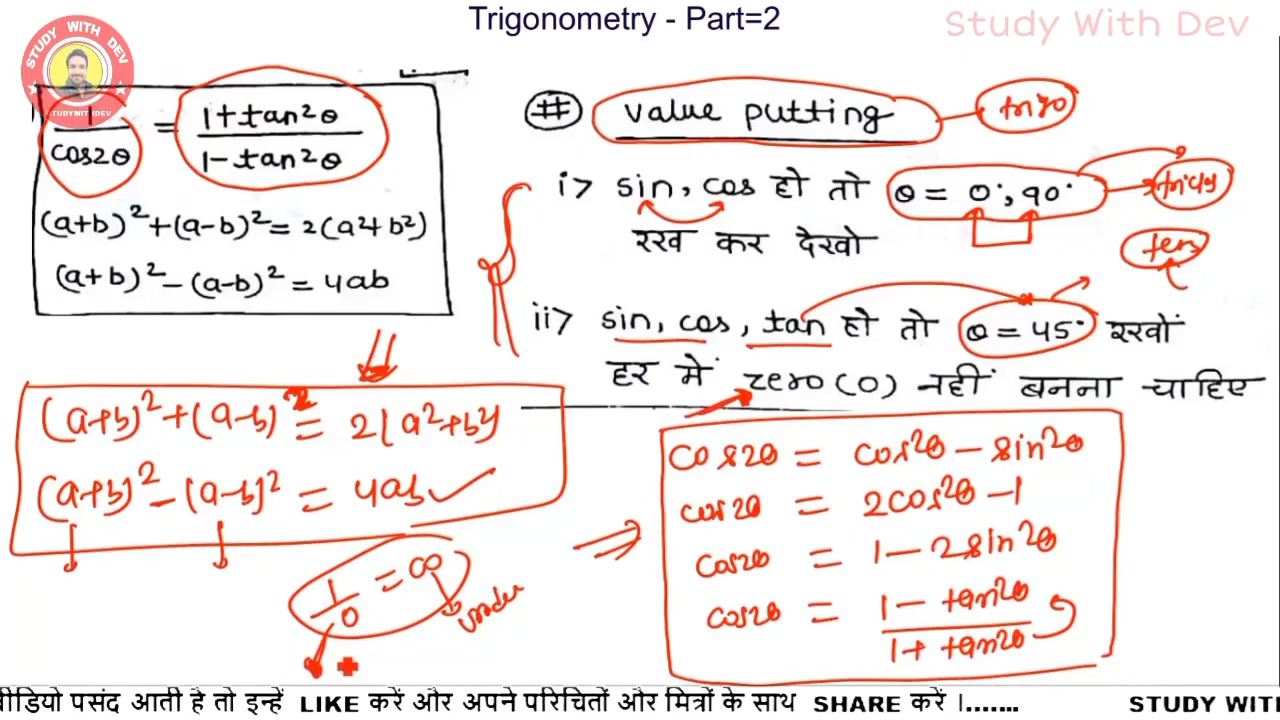 Trigonometry - Part=2
Study With Dev
STUDY WITH DEV
TUDYWITHDEV
1/cos2θ = 1+tan²θ/1-tan²θ
(a+b)²+(a-b)²=2(a²+b²)
(a+b)²-(a-b)²=4ab
# value putting
i> sin, cos हो तो θ = 0°, 90°
रख कर देखो
ii> sin, cos, tan हो तो θ = 45° रखों
हर में zero (0) नहीं बनना चाहिए
(a+b)²+(a-b)² = 2(a²+b²)
(a+b)²-(a-b)² = 4ab
1/0 = ∞
cos2θ = cos²θ - sin²θ
cos2θ = 2cos²θ - 1
cos2θ = 1 - 2sin²θ
cos2θ = 1 - tan²θ/1 + tan²θ
वीडियो पसंद आती है तो इन्हें LIKE करें और अपने परिचितों और मित्रों के साथ SHARE करें ।....... STUDY WITH